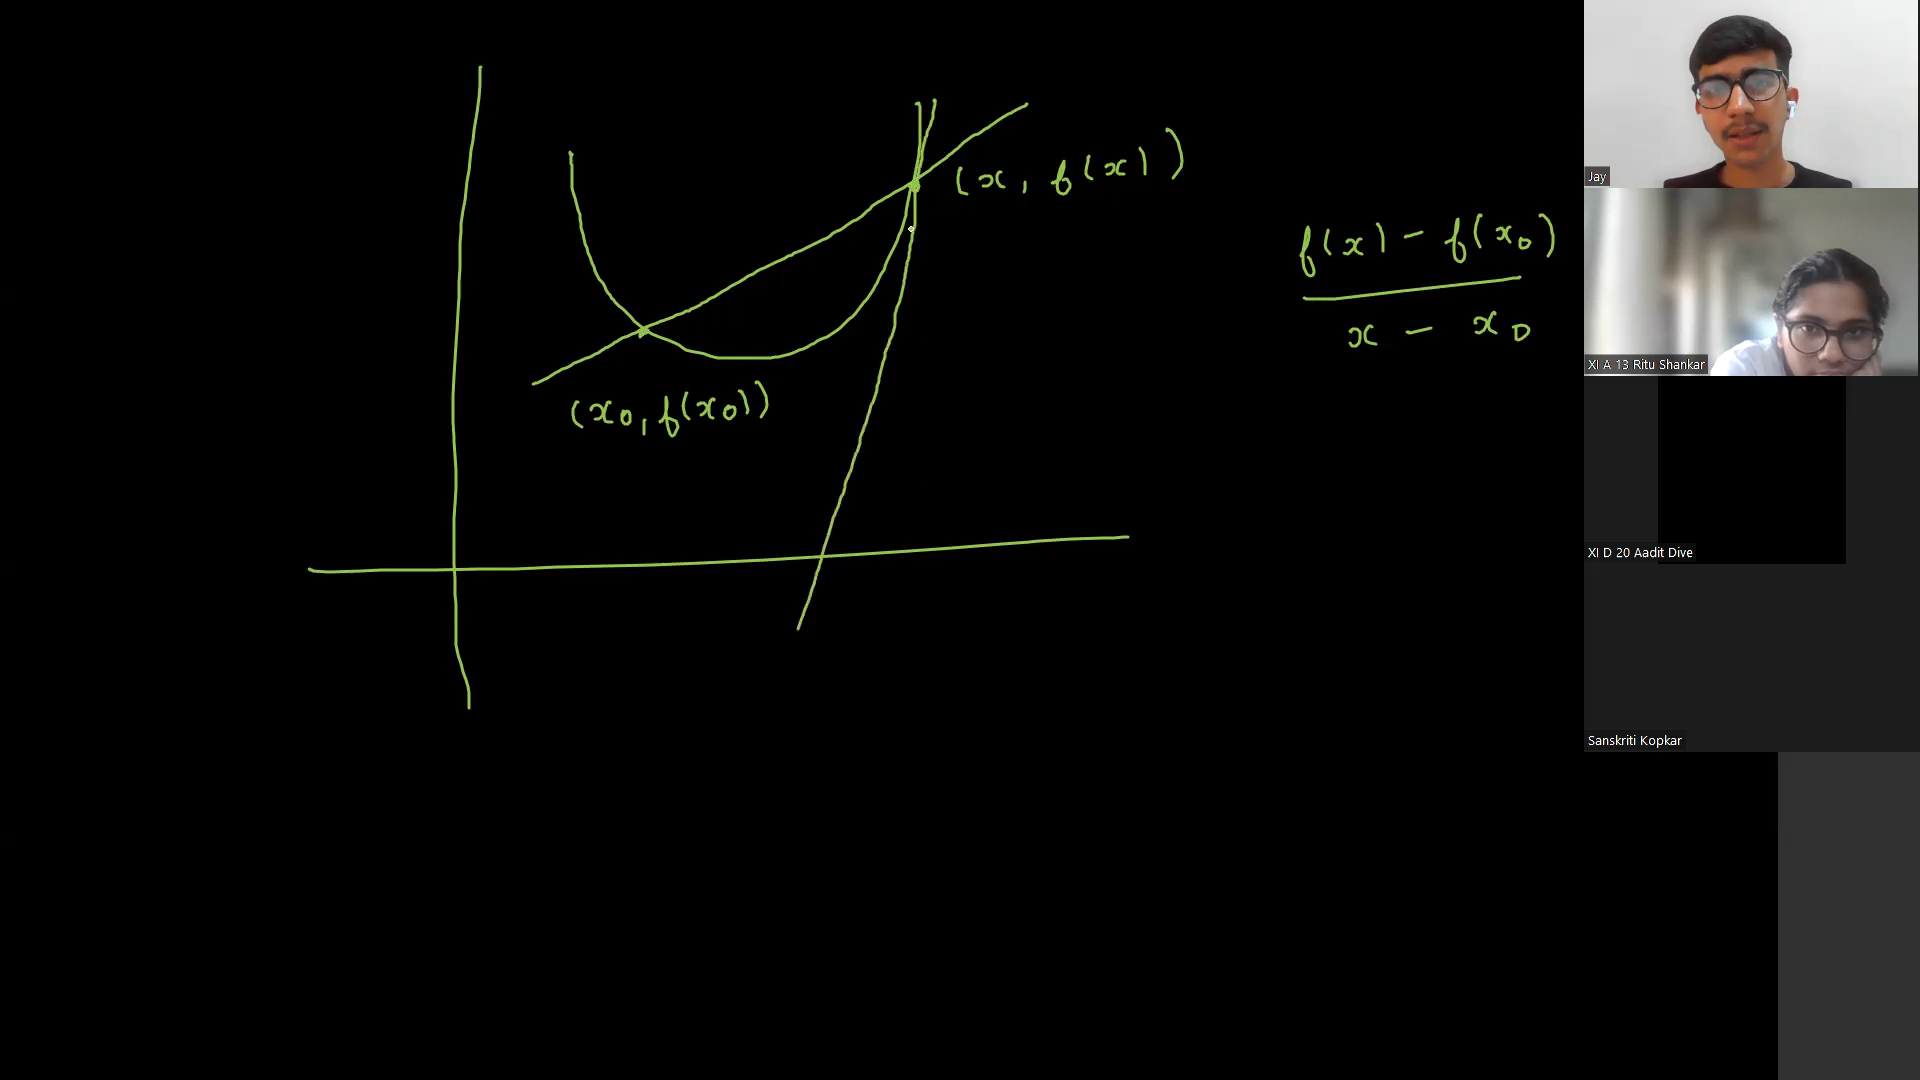 (x, f(x))
f(x) - f(x0)
x - x0
(x0, f(x0))
Jay
XI A 13 Ritu Shankar
XI D 20 Aadit Dive
Sanskriti Kopkar